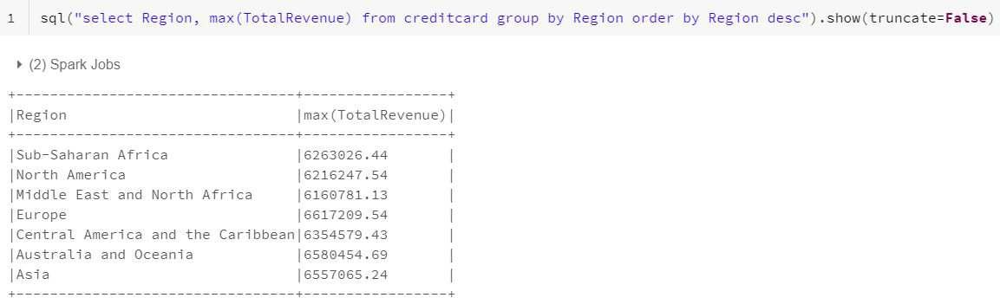 1 sql("select Region, max(TotalRevenue) from creditcard group by Region order by Region desc").show(truncate=False)
(2) Spark Jobs
+---------------------------------+-----------------+
|Region                           |max(TotalRevenue)|
+---------------------------------+-----------------+
|Sub-Saharan Africa               |6263026.44       |
|North America                    |6216247.54       |
|Middle East and North Africa     |6160781.13       |
|Europe                           |6617209.54       |
|Central America and the Caribbean|6354579.43       |
|Australia and Oceania            |6580454.69       |
|Asia                             |6557065.24       |
+---------------------------------+-----------------+